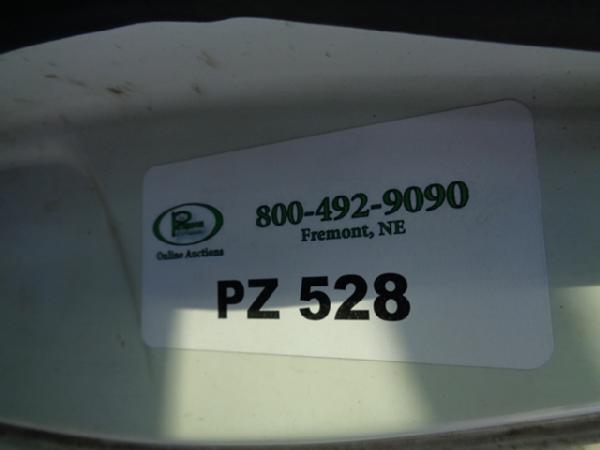 800-492-9090
Fremont, NE
Online Auctions
PZ 528